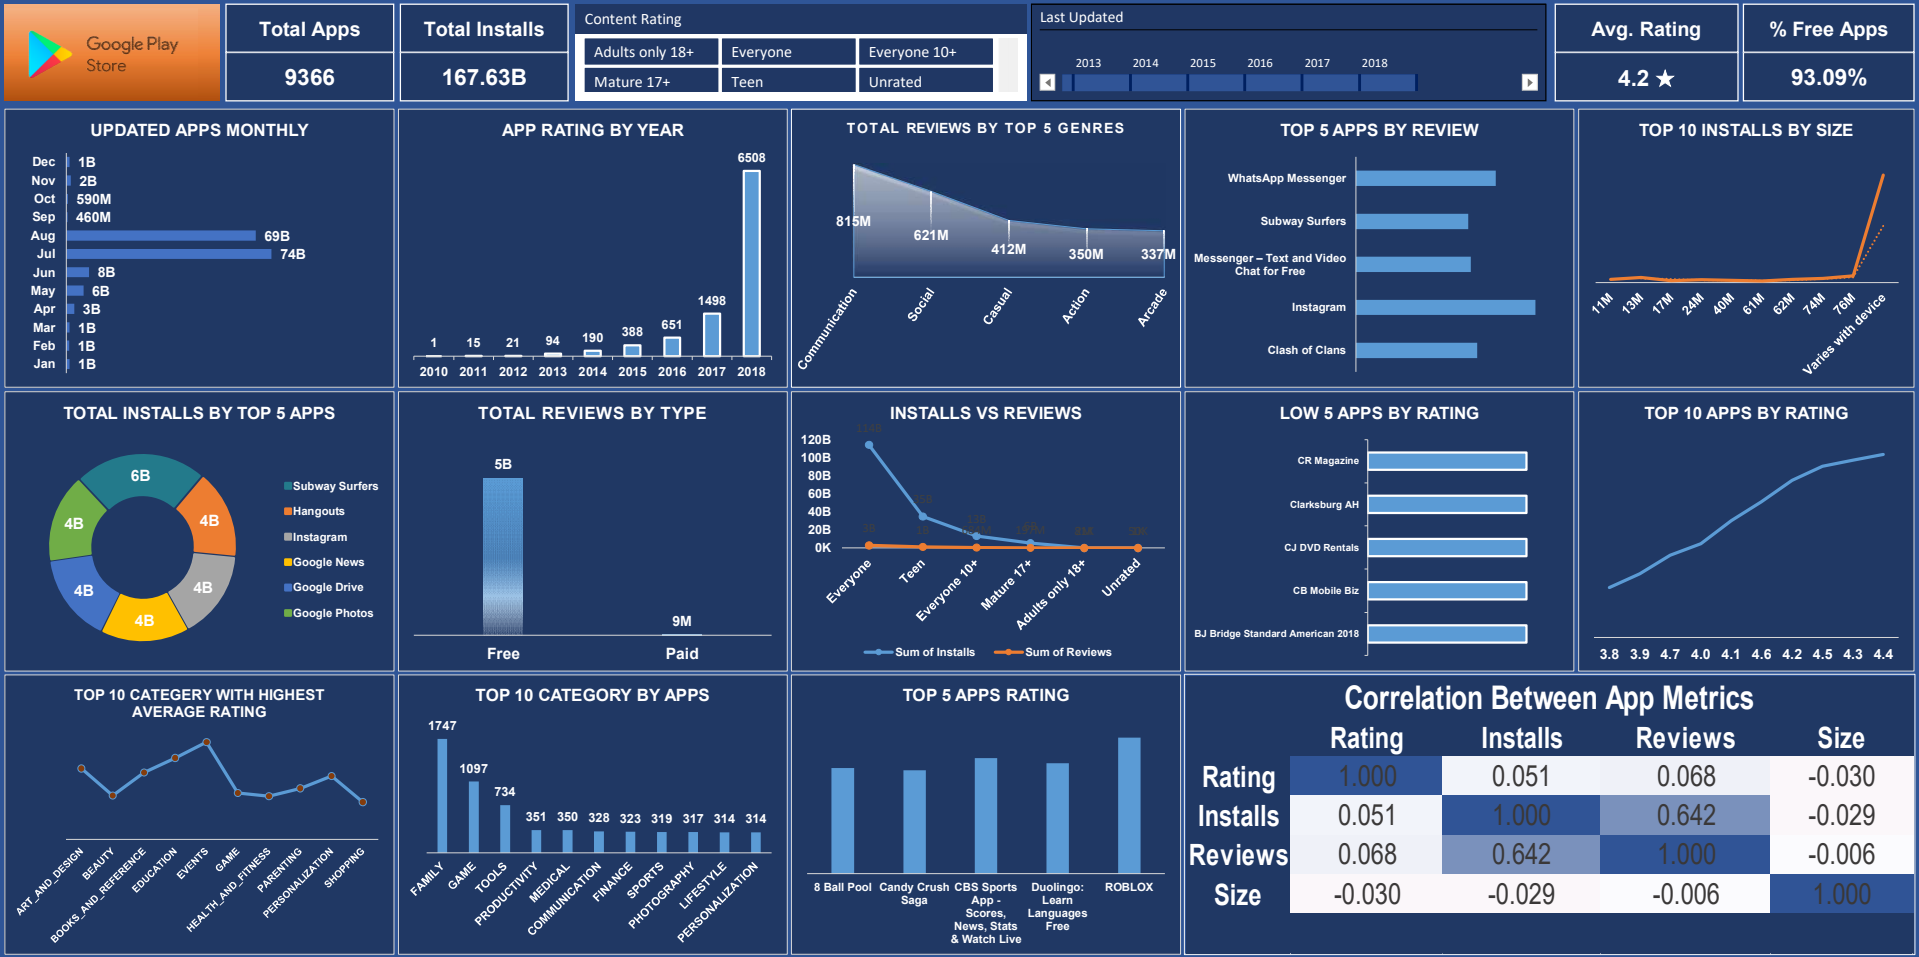 Google Play
Store
Total Apps
9366
Total Installs
167.63B
Content Rating
Adults only 18+
Everyone
Everyone 10+
Mature 17+
Teen
Unrated
Last Updated
2013 2014 2015 2016 2017 2018
Avg. Rating
4.2 ★
% Free Apps
93.09%
UPDATED APPS MONTHLY
Dec 1B
Nov 2B
Oct 590M
Sep 460M
Aug 69B
Jul 74B
Jun 8B
May 6B
Apr 3B
Mar 1B
Feb 1B
Jan 1B
APP RATING BY YEAR
1 15 21 94 190 388 651 1498 6508
2010 2011 2012 2013 2014 2015 2016 2017 2018
TOTAL REVIEWS BY TOP 5 GENRES
815M 621M 412M 350M 337M
Communication Social Casual Action Arcade
TOP 5 APPS BY REVIEW
WhatsApp Messenger
Subway Surfers
Messenger – Text and Video
Chat for Free
Instagram
Clash of Clans
TOP 10 INSTALLS BY SIZE
11M 13M 17M 24M 40M 61M 62M 74M 76M Varies with device
TOTAL INSTALLS BY TOP 5 APPS
6B
4B
4B
4B
4B
4B
Subway Surfers
Hangouts
Instagram
Google News
Google Drive
Google Photos
TOTAL REVIEWS BY TYPE
5B
9M
Free Paid
INSTALLS VS REVIEWS
114B
120B
100B
80B
60B
40B
20B
0K
35B
Everyone Teen Everyone 10+ Mature 17+ Adults only 18+ Unrated
Sum of Installs Sum of Reviews
LOW 5 APPS BY RATING
CR Magazine
Clarksburg AH
CJ DVD Rentals
CB Mobile Biz
BJ Bridge Standard American 2018
TOP 10 APPS BY RATING
3.8 3.9 4.7 4.0 4.1 4.6 4.2 4.5 4.3 4.4
TOP 10 CATEGERY WITH HIGHEST
AVERAGE RATING
ART_AND_DESIGN BEAUTY BOOKS_AND_REFERENCE EDUCATION EVENTS GAME HEALTH_AND_FITNESS PARENTING PERSONALIZATION SHOPPING
TOP 10 CATEGORY BY APPS
1747 1097 734 351 350 328 323 319 317 314 314
FAMILY GAME TOOLS PRODUCTIVITY MEDICAL COMMUNICATION FINANCE SPORTS PHOTOGRAPHY LIFESTYLE PERSONALIZATION
TOP 5 APPS RATING
8 Ball Pool
Candy Crush
Saga
CBS Sports
App -
Scores,
News, Stats
& Watch Live
Duolingo:
Learn
Languages
Free
ROBLOX
Correlation Between App Metrics
Rating Installs Reviews Size
Rating 1.000 0.051 0.068 -0.030
Installs 0.051 1.000 0.642 -0.029
Reviews 0.068 0.642 1.000 -0.006
Size -0.030 -0.029 -0.006 1.000